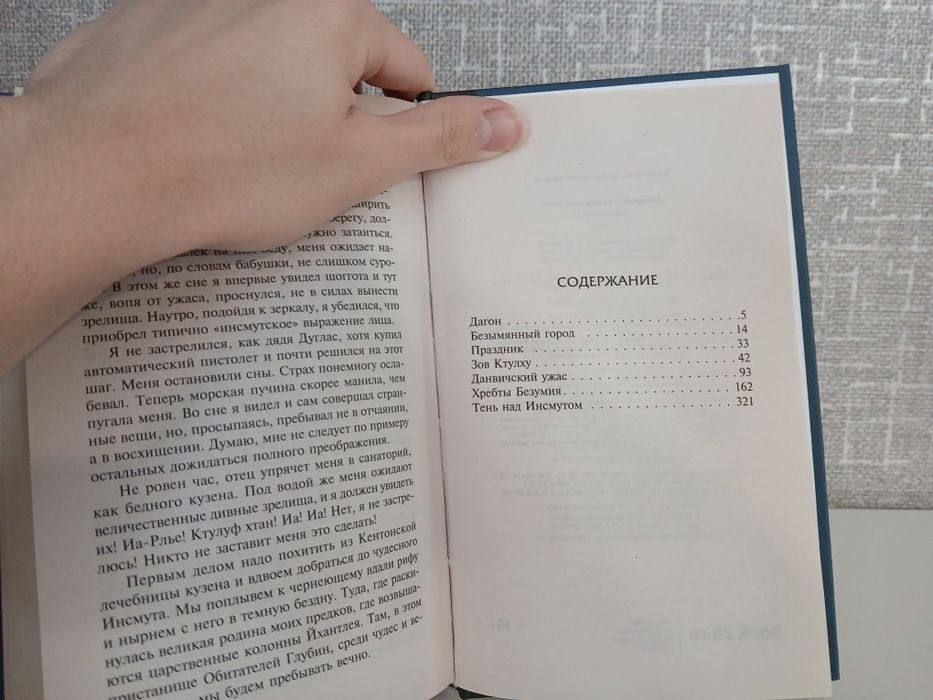 ширить
берегу, дол-
нужно затаиться.
на них беду, меня ожидает на-
но, по словам бабушки, не слишком суро-
В этом же сне я впервые увидел шоггота и тут
же, вопя от ужаса, проснулся, не в силах вынести
зрелища. Наутро, подойдя к зеркалу, я убедился, что
приобрел типично «инсмутское» выражение лица.
Я не застрелился, как дядя Дуглас, хотя купил
автоматический пистолет и почти решился на этот
шаг. Меня остановили сны. Страх понемногу осла-
бевал. Теперь морская пучина скорее манила, чем
пугала меня. Во сне я видел и сам совершал стран-
ные вещи, но, просыпаясь, пребывал не в отчаянии,
а в восхищении. Думаю, мне не следует по примеру
остальных дожидаться полного преображения.
Не ровен час, отец упрячет меня в санаторий,
как бедного кузена. Под водой же меня ожидают
величественные дивные зрелища, и я должен увидеть
их! Иа-Рлье! Ктулуф хтан! Иа! Иа! Нет, я не застре-
люсь! Никто не заставит меня это сделать!
Первым делом надо похитить из Кентонской
лечебницы кузена и вдвоем добраться до чудесного
Инсмута. Мы поплывем к чернеющему вдали рифу
и нырнем с него в темную бездну. Туда, где раски-
нулась великая родина моих предков, где возвыша-
ются царственные колонны Йхантлея. Там, в этом
пристанище Обитателей Глубин, среди чудес и ве-
мы будем пребывать вечно.
СОДЕРЖАНИЕ
Дагон . . . . . . . . . . . . . . . . . . . . . . . . .5
Безымянный город . . . . . . . . . . . . . . . . 14
Праздник . . . . . . . . . . . . . . . . . . . . . . 33
Зов Ктулху . . . . . . . . . . . . . . . . . . . . . 42
Данвичский ужас . . . . . . . . . . . . . . . . . 93
Хребты Безумия . . . . . . . . . . . . . . . . . 162
Тень над Инсмутом . . . . . . . . . . . . . . . 321